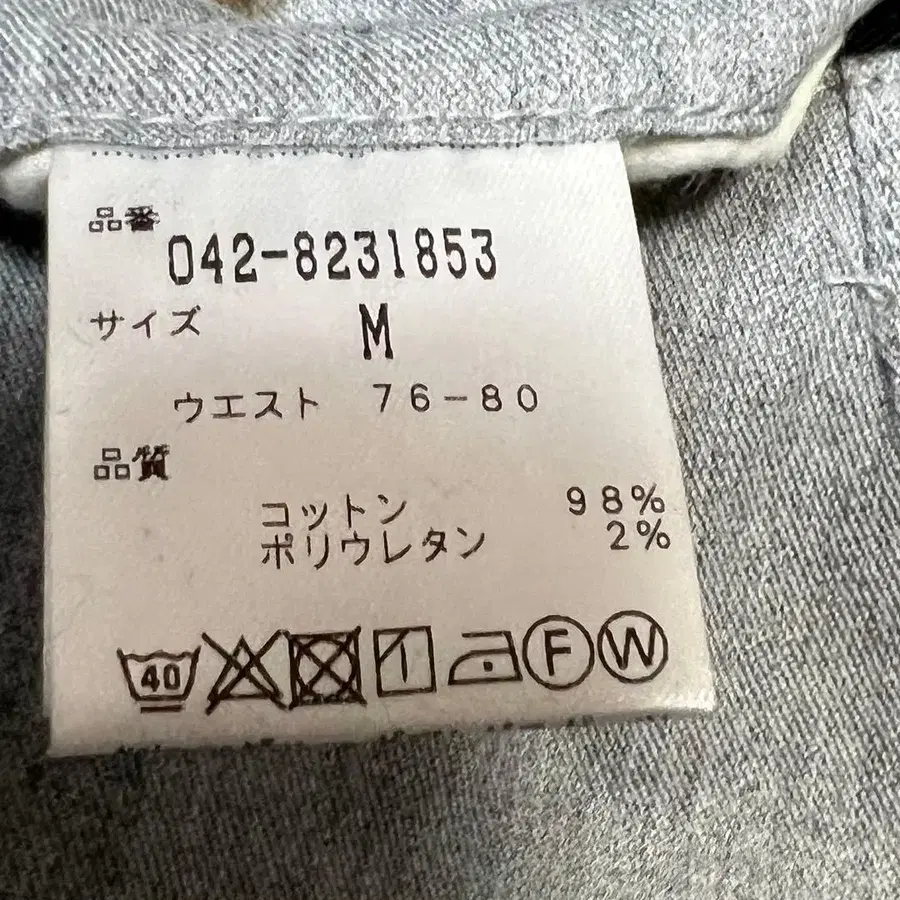 品番
042-8231853
サイズ M
ウエスト 76-80
品質
コットン 98%
ポリウレタン 2%
40 F W